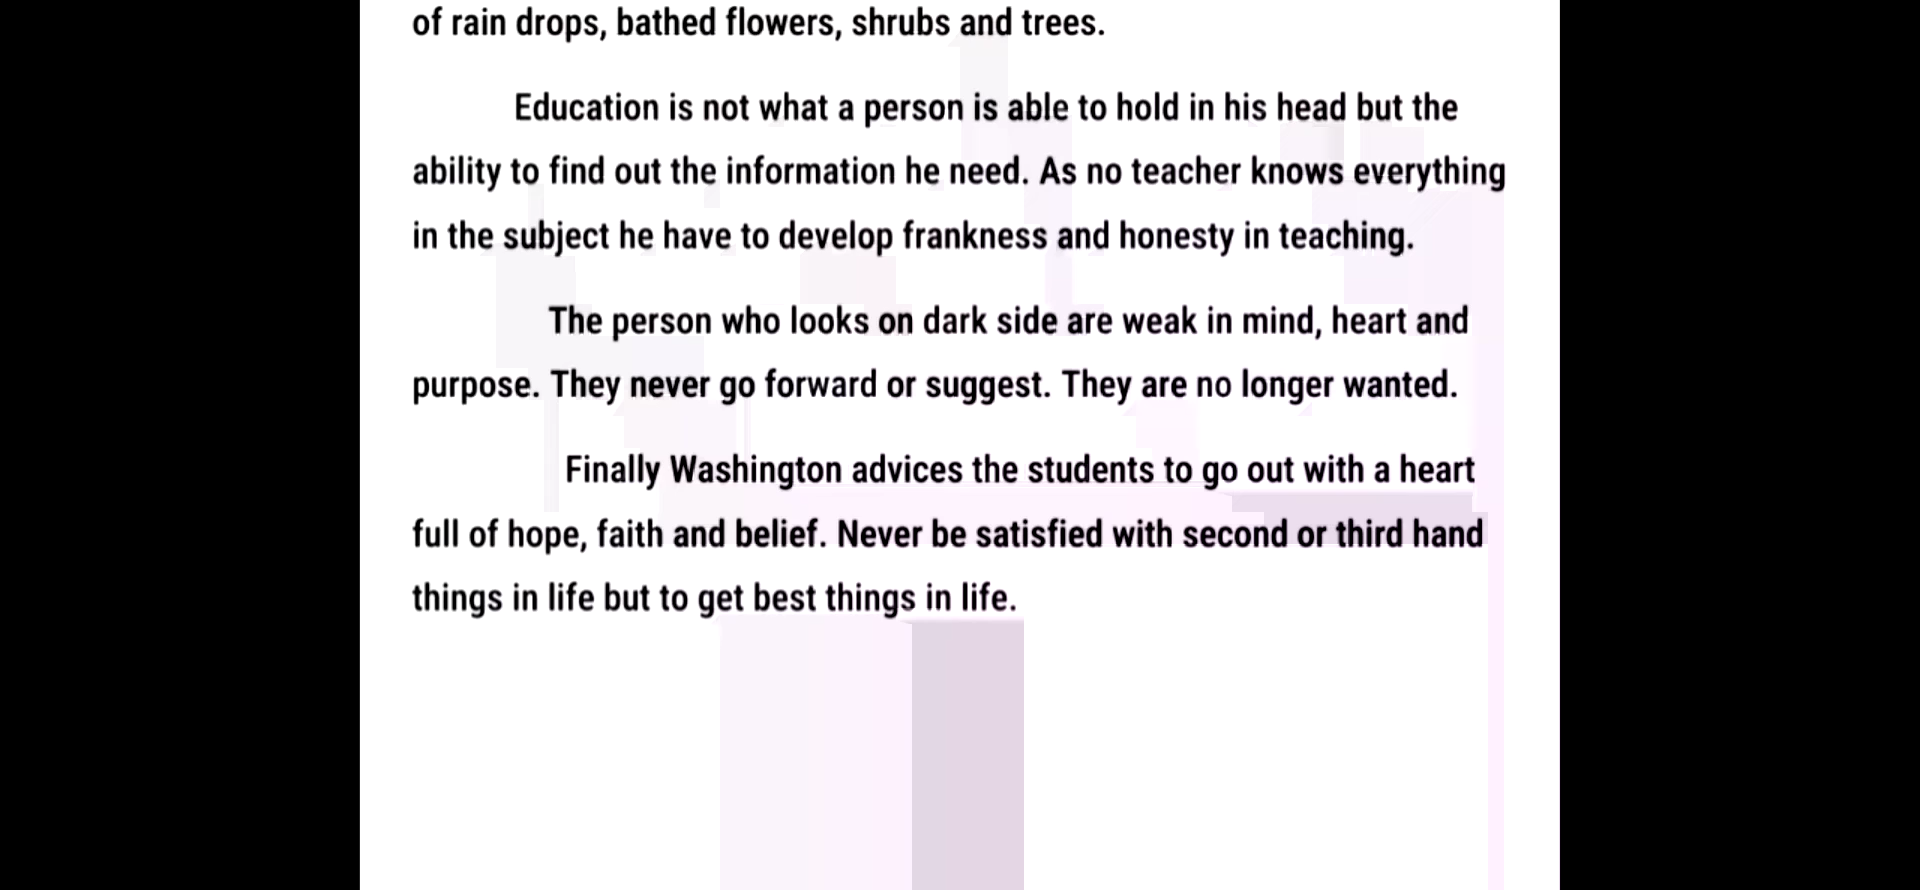 of rain drops, bathed flowers, shrubs and trees.
Education is not what a person is able to hold in his head but the
ability to find out the information he need. As no teacher knows everything
in the subject he have to develop frankness and honesty in teaching.
The person who looks on dark side are weak in mind, heart and
purpose. They never go forward or suggest. They are no longer wanted.
Finally Washington advices the students to go out with a heart
full of hope, faith and belief. Never be satisfied with second or third hand
things in life but to get best things in life.